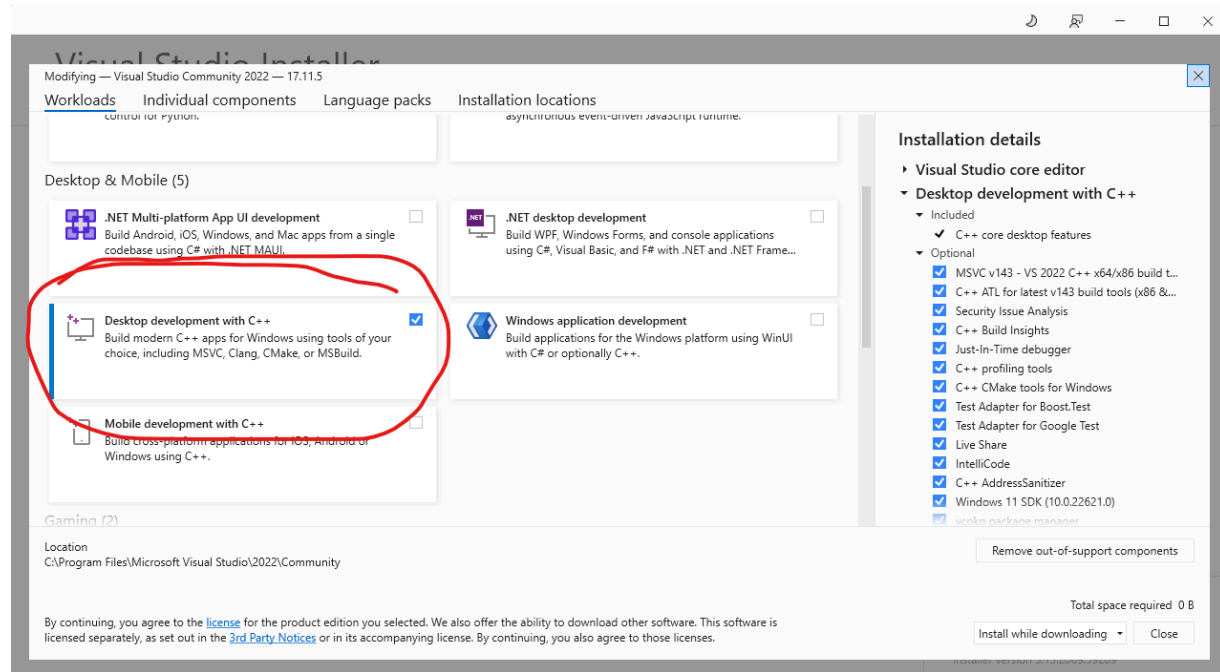 Visual Studio Installer
Modifying — Visual Studio Community 2022 — 17.11.5
Workloads Individual components Language packs Installation locations
control for Python.
asynchronous event-driven JavaScript runtime.
Desktop & Mobile (5)
.NET Multi-platform App UI development
Build Android, iOS, Windows, and Mac apps from a single
codebase using C# with .NET MAUI.
.NET
.NET desktop development
Build WPF, Windows Forms, and console applications
using C#, Visual Basic, and F# with .NET and .NET Frame...
Desktop development with C++
Build modern C++ apps for Windows using tools of your
choice, including MSVC, Clang, CMake, or MSBuild.
Windows application development
Build applications for the Windows platform using WinUI
with C# or optionally C++.
Mobile development with C++
Build cross-platform applications for iOS, Android or
Windows using C++.
Gaming (2)
Installation details
Visual Studio core editor
Desktop development with C++
Included
C++ core desktop features
Optional
MSVC v143 - VS 2022 C++ x64/x86 build t...
C++ ATL for latest v143 build tools (x86 &...
Security Issue Analysis
C++ Build Insights
Just-In-Time debugger
C++ profiling tools
C++ CMake tools for Windows
Test Adapter for Boost.Test
Test Adapter for Google Test
Live Share
IntelliCode
C++ AddressSanitizer
Windows 11 SDK (10.0.22621.0)
vcpkg package manager
Location
C:\Program Files\Microsoft Visual Studio\2022\Community
Remove out-of-support components
Total space required 0 B
By continuing, you agree to the license for the product edition you selected. We also offer the ability to download other software. This software is
licensed separately, as set out in the 3rd Party Notices or in its accompanying license. By continuing, you also agree to those licenses.
Install while downloading
Close
Installer version